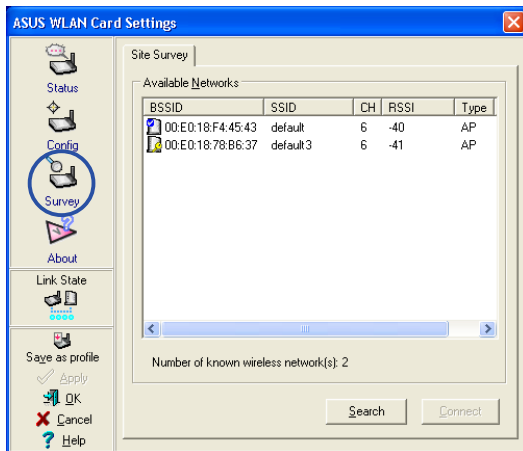 ASUS WLAN Card Settings
Status
Config
Survey
About
Link State
Save as profile
Apply
OK
Cancel
Help
Site Survey
Available Networks
BSSID SSID CH RSSI Type
00:E0:18:F4:45:43 default 6 -40 AP
00:E0:18:78:B6:37 default3 6 -41 AP
Number of known wireless network(s): 2
Search Connect